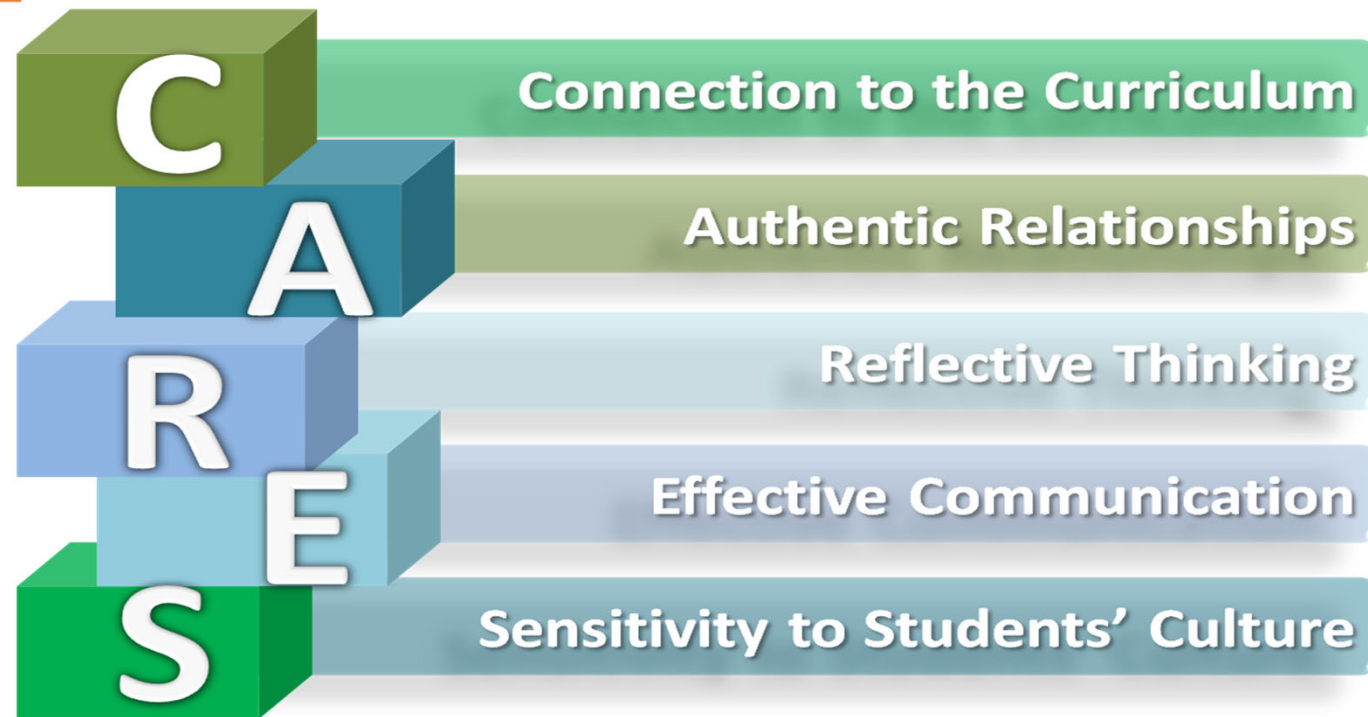 C Connection to the Curriculum
A Authentic Relationships
R Reflective Thinking
E Effective Communication
S Sensitivity to Students’ Culture